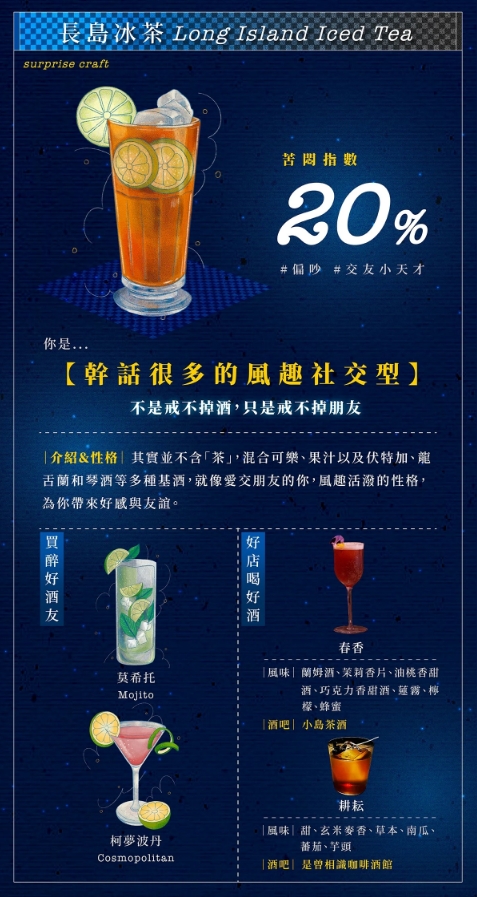 長島冰茶 Long Island Iced Tea
surprise craft
苦悶指數
20%
#偏吵 #交友小天才
你是...
【幹話很多的風趣社交型】
不是戒不掉酒，只是戒不掉朋友
|介紹&性格| 其實並不含「茶」，混合可樂、果汁以及伏特加、龍
舌蘭和琴酒等多種基酒，就像愛交朋友的你，風趣活潑的性格，
為你帶來好感與友誼。
買醉好酒友
莫希托
Mojito
柯夢波丹
Cosmopolitan
好店喝好酒
春香
|風味| 蘭姆酒、茉莉香片、油桃香甜
酒、巧克力香甜酒、蓮霧、檸
檬、蜂蜜
|酒吧| 小島茶酒
耕耘
|風味| 甜、玄米麥香、草本、南瓜、
蕃茄、芋頭
|酒吧| 是曾相識咖啡酒館